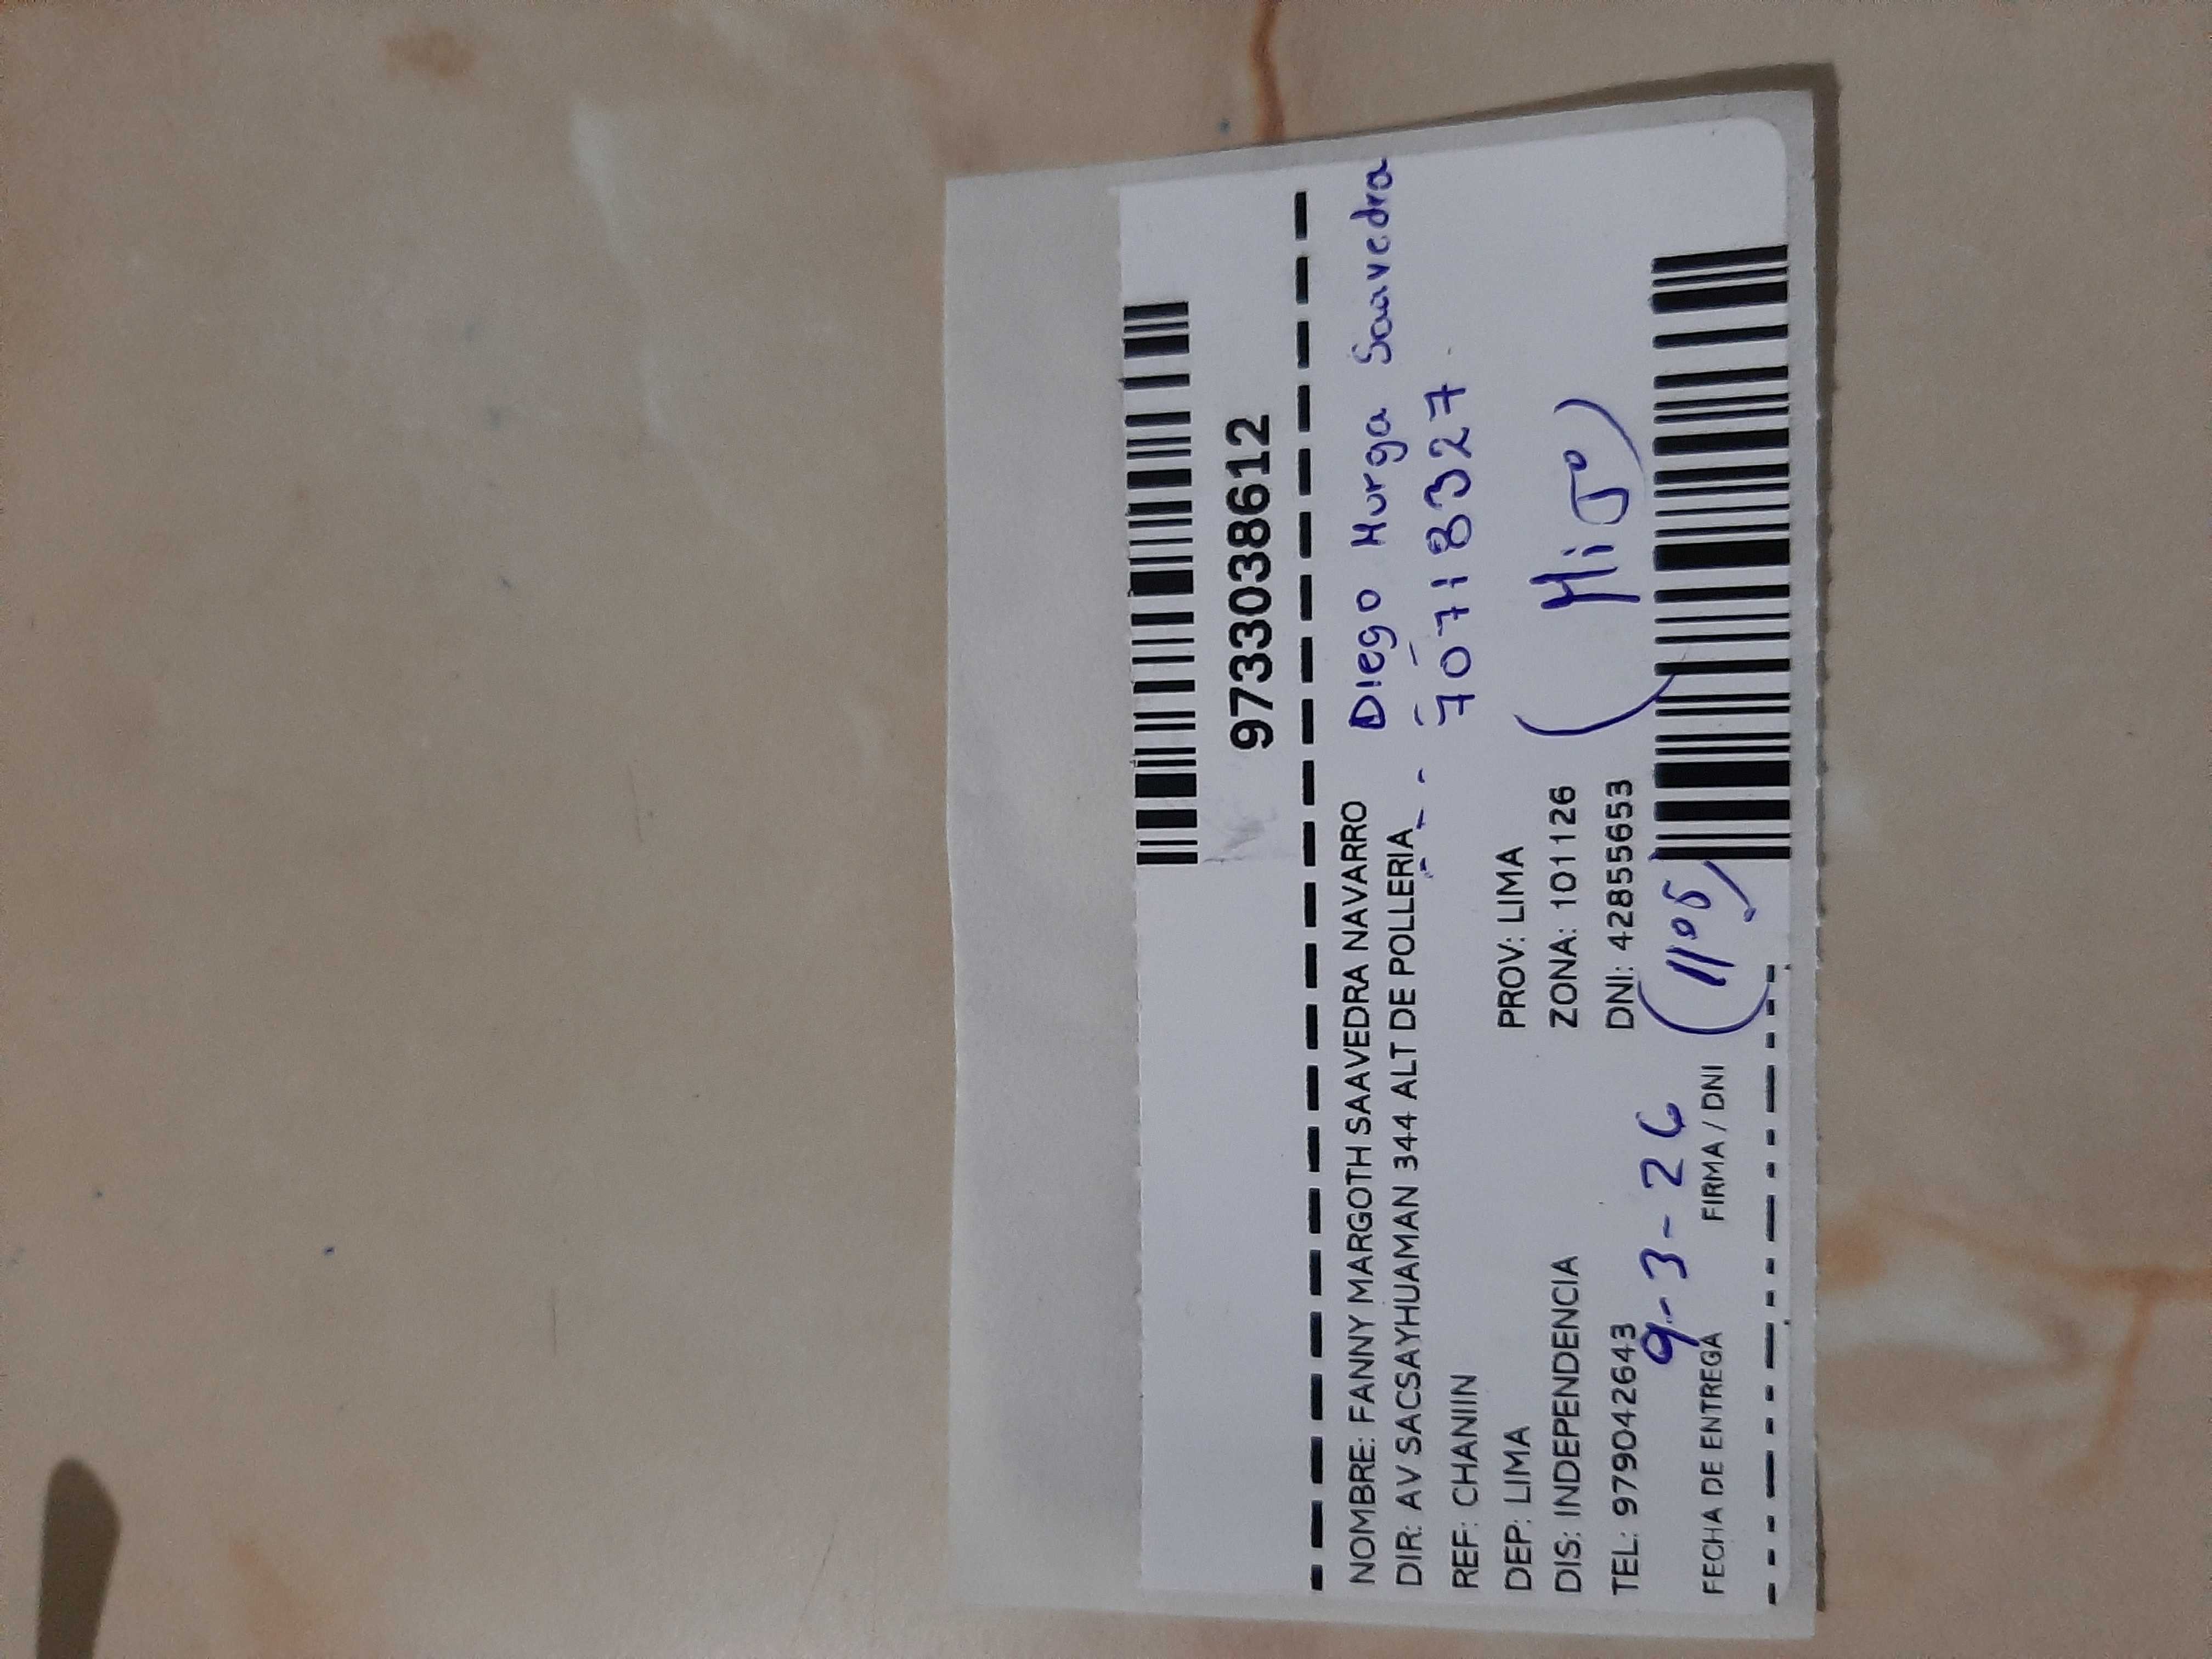 9733038612
NOMBRE: FANNY MARGOTH SAAVEDRA NAVARRO Diego Murga Saavedra
DIR: AV SACSAYHUAMAN 344 ALT DE POLLERIA
70718327
REF: CHANIIN
DEP: LIMA PROV: LIMA
DIS: INDEPENDENCIA ZONA: 101126
(HiJo)
TEL: 979042643 DNI: 42855653
9-3-26
FECHA DE ENTREGA FIRMA / DNI (1105)